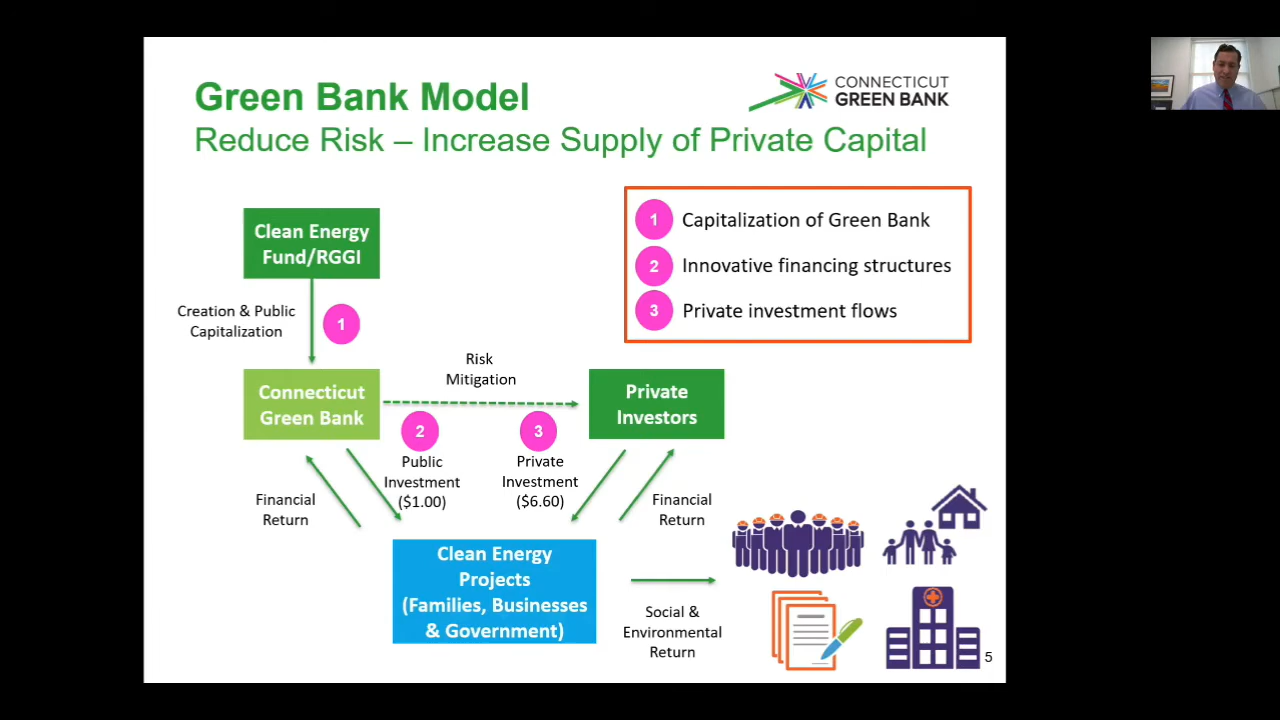 Green Bank Model
Reduce Risk – Increase Supply of Private Capital
CONNECTICUT
GREEN BANK
Clean Energy
Fund/RGGI
1 Capitalization of Green Bank
2 Innovative financing structures
3 Private investment flows
Creation & Public
Capitalization
1
Risk
Mitigation
Connecticut
Green Bank
Private
Investors
2
3
Public
Investment
($1.00)
Private
Investment
($6.60)
Financial
Return
Financial
Return
Clean Energy
Projects
(Families, Businesses
& Government)
Social &
Environmental
Return
5